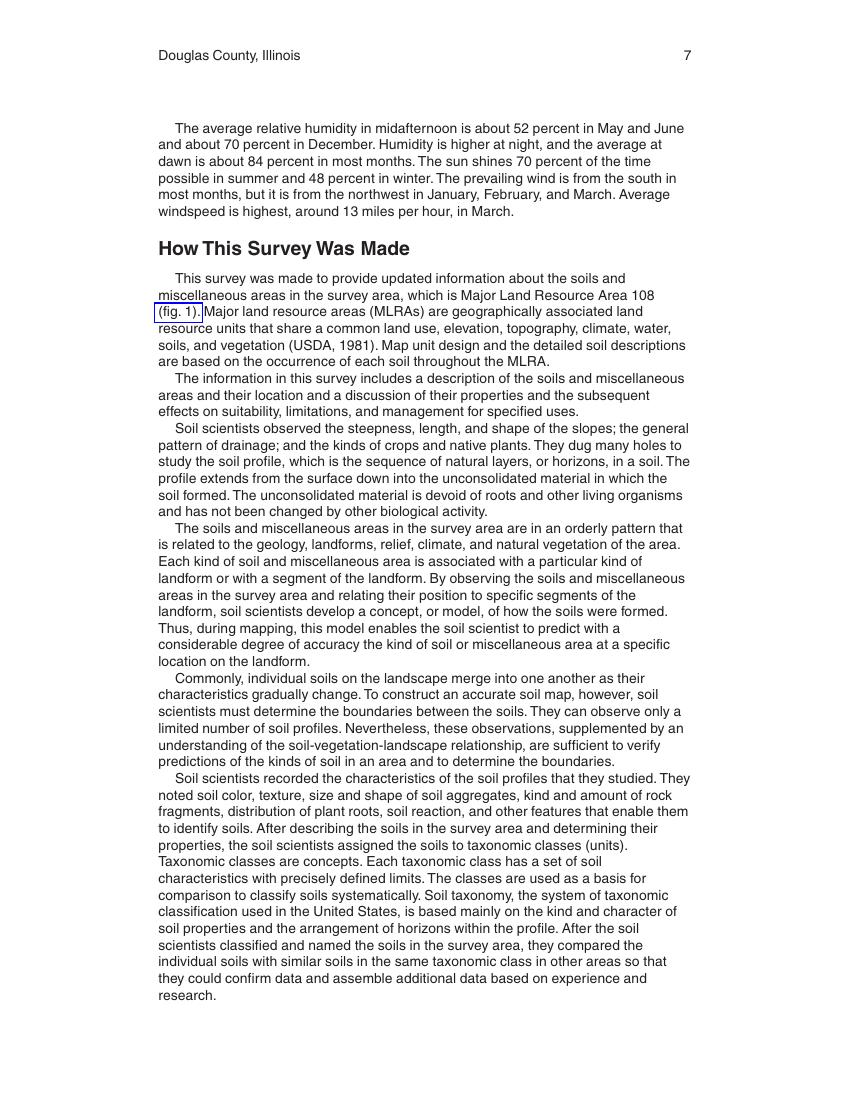 Douglas County, Illinois 7
The average relative humidity in midafternoon is about 52 percent in May and June
and about 70 percent in December. Humidity is higher at night, and the average at
dawn is about 84 percent in most months. The sun shines 70 percent of the time
possible in summer and 48 percent in winter. The prevailing wind is from the south in
most months, but it is from the northwest in January, February, and March. Average
windspeed is highest, around 13 miles per hour, in March.
How This Survey Was Made
This survey was made to provide updated information about the soils and
miscellaneous areas in the survey area, which is Major Land Resource Area 108
(fig. 1). Major land resource areas (MLRAs) are geographically associated land
resource units that share a common land use, elevation, topography, climate, water,
soils, and vegetation (USDA, 1981). Map unit design and the detailed soil descriptions
are based on the occurrence of each soil throughout the MLRA.
The information in this survey includes a description of the soils and miscellaneous
areas and their location and a discussion of their properties and the subsequent
effects on suitability, limitations, and management for specified uses.
Soil scientists observed the steepness, length, and shape of the slopes; the general
pattern of drainage; and the kinds of crops and native plants. They dug many holes to
study the soil profile, which is the sequence of natural layers, or horizons, in a soil. The
profile extends from the surface down into the unconsolidated material in which the
soil formed. The unconsolidated material is devoid of roots and other living organisms
and has not been changed by other biological activity.
The soils and miscellaneous areas in the survey area are in an orderly pattern that
is related to the geology, landforms, relief, climate, and natural vegetation of the area.
Each kind of soil and miscellaneous area is associated with a particular kind of
landform or with a segment of the landform. By observing the soils and miscellaneous
areas in the survey area and relating their position to specific segments of the
landform, soil scientists develop a concept, or model, of how the soils were formed.
Thus, during mapping, this model enables the soil scientist to predict with a
considerable degree of accuracy the kind of soil or miscellaneous area at a specific
location on the landform.
Commonly, individual soils on the landscape merge into one another as their
characteristics gradually change. To construct an accurate soil map, however, soil
scientists must determine the boundaries between the soils. They can observe only a
limited number of soil profiles. Nevertheless, these observations, supplemented by an
understanding of the soil-vegetation-landscape relationship, are sufficient to verify
predictions of the kinds of soil in an area and to determine the boundaries.
Soil scientists recorded the characteristics of the soil profiles that they studied. They
noted soil color, texture, size and shape of soil aggregates, kind and amount of rock
fragments, distribution of plant roots, soil reaction, and other features that enable them
to identify soils. After describing the soils in the survey area and determining their
properties, the soil scientists assigned the soils to taxonomic classes (units).
Taxonomic classes are concepts. Each taxonomic class has a set of soil
characteristics with precisely defined limits. The classes are used as a basis for
comparison to classify soils systematically. Soil taxonomy, the system of taxonomic
classification used in the United States, is based mainly on the kind and character of
soil properties and the arrangement of horizons within the profile. After the soil
scientists classified and named the soils in the survey area, they compared the
individual soils with similar soils in the same taxonomic class in other areas so that
they could confirm data and assemble additional data based on experience and
research.